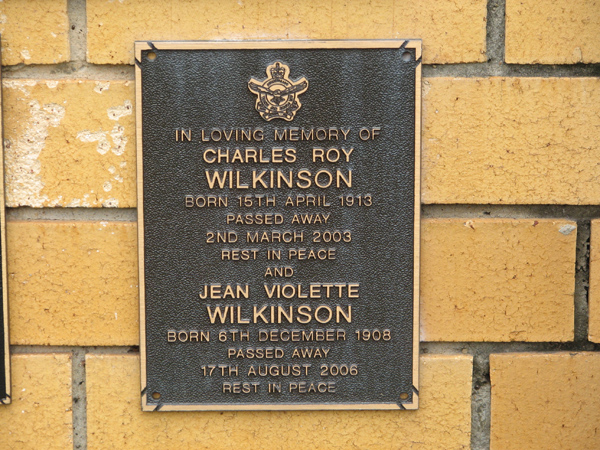 IN LOVING MEMORY OF
CHARLES ROY
WILKINSON
BORN 15TH APRIL 1913
PASSED AWAY
2ND MARCH 2003
REST IN PEACE
AND
JEAN VIOLETTE
WILKINSON
BORN 6TH DECEMBER 1908
PASSED AWAY
17TH AUGUST 2006
REST IN PEACE